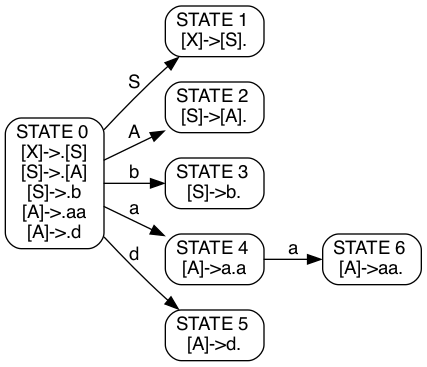 STATE 0
[X]->.[S]
[S]->.[A]
[S]->.b
[A]->.aa
[A]->.d
S
A
b
a
d
STATE 1
[X]->[S].
STATE 2
[S]->[A].
STATE 3
[S]->b.
STATE 4
[A]->a.a
STATE 5
[A]->d.
a
STATE 6
[A]->aa.